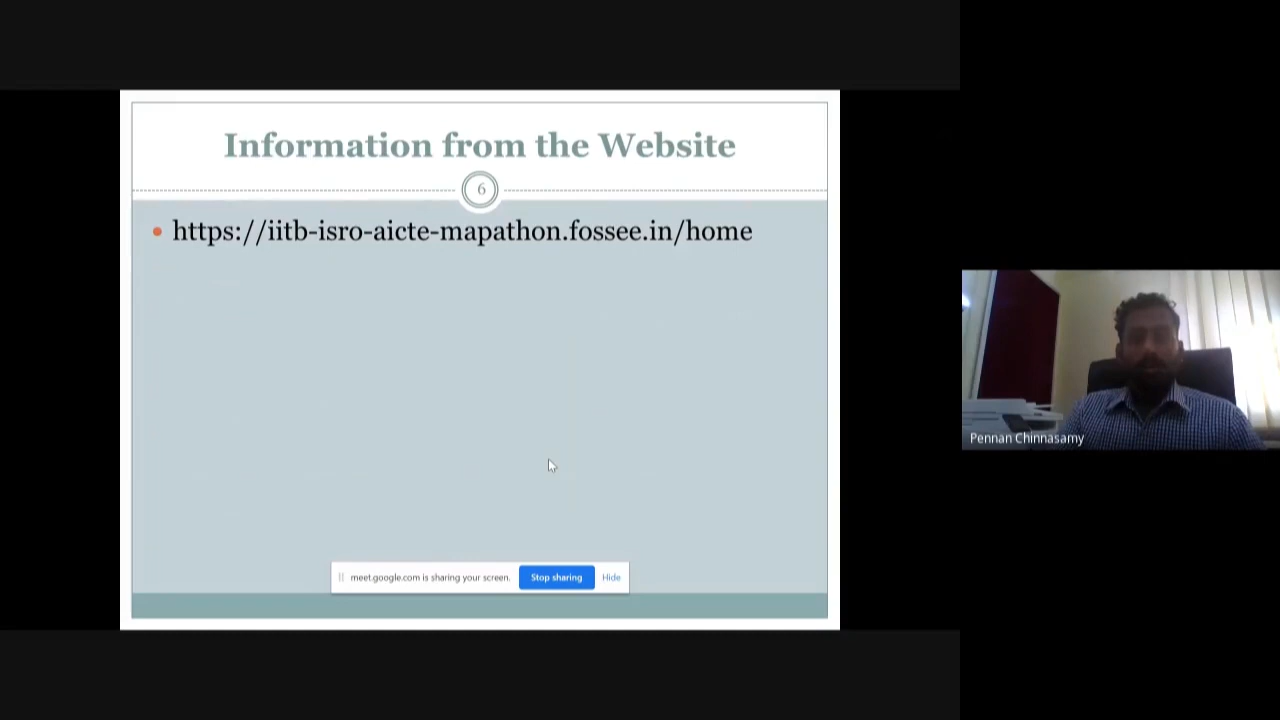 Information from the Website
6
• https://iitb-isro-aicte-mapathon.fossee.in/home
meet.google.com is sharing your screen.
Stop sharing
Hide
Pennan Chinnasamy